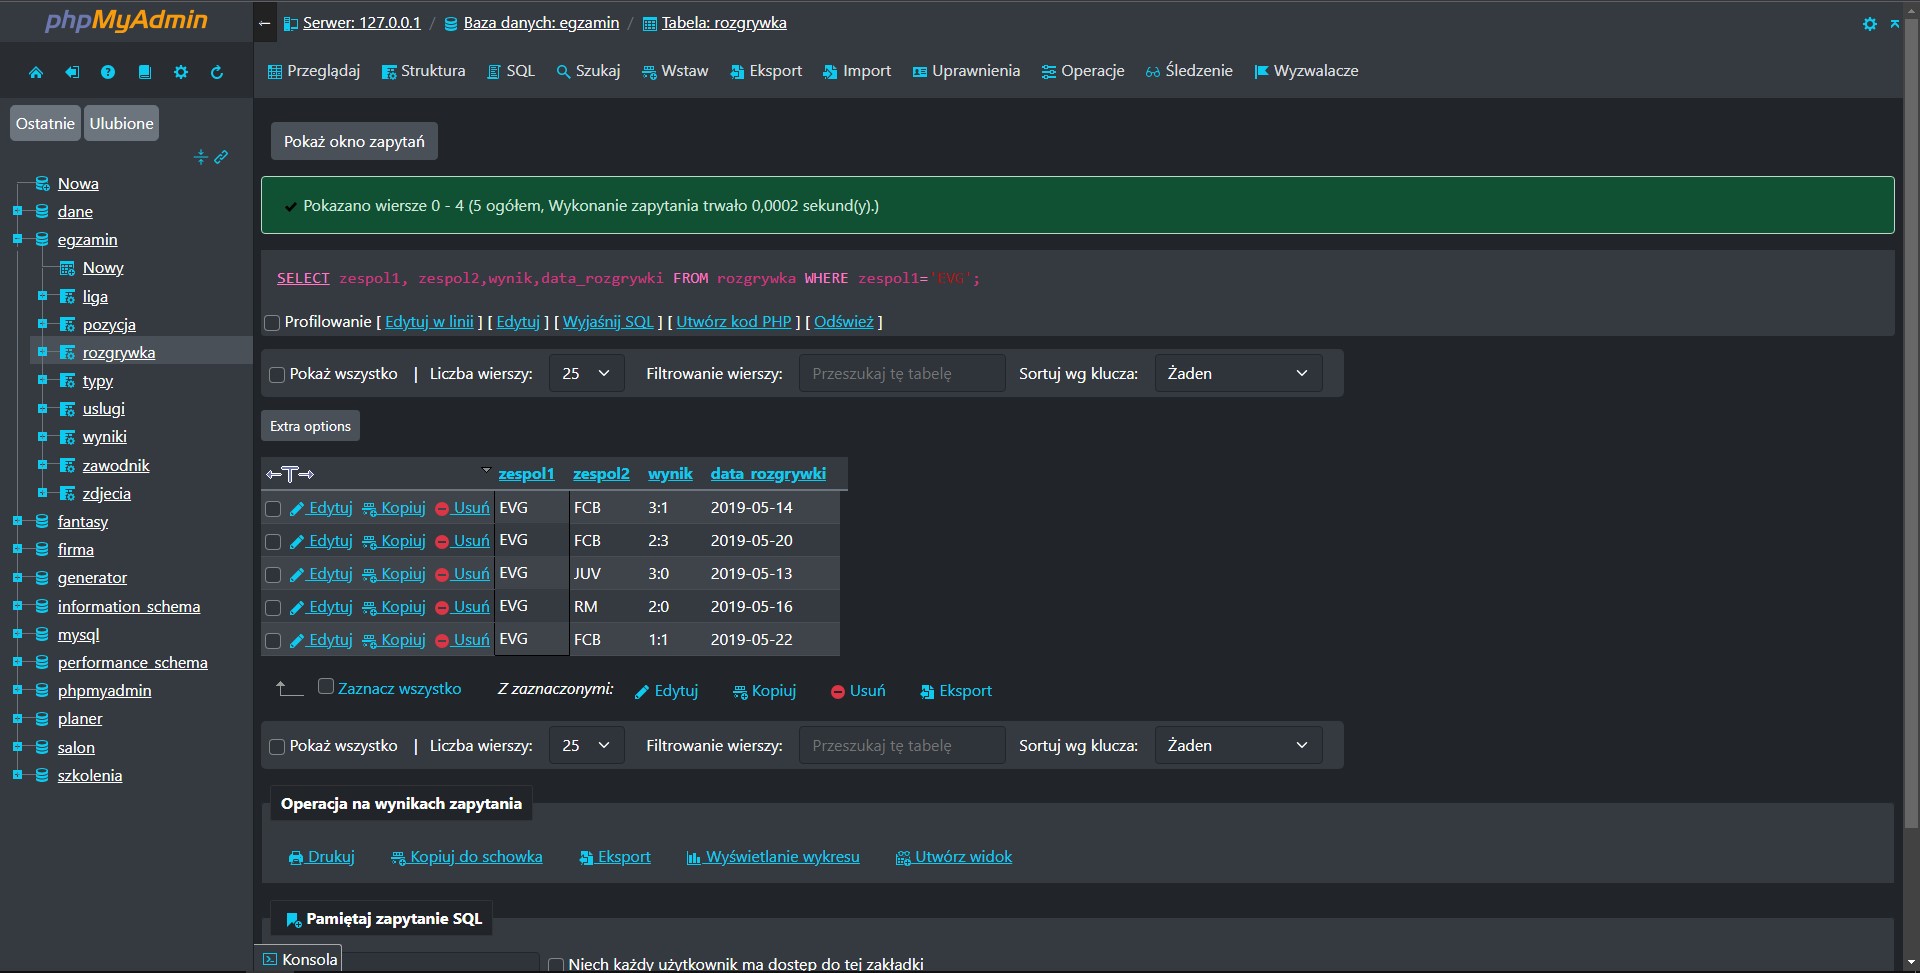 phpMyAdmin
Ostatnie Ulubione
Nowa
dane
egzamin
Nowy
liga
pozycja
rozgrywka
typy
uslugi
wyniki
zawodnik
zdjecia
fantasy
firma
generator
information_schema
mysql
performance_schema
phpmyadmin
planer
salon
szkolenia
Serwer: 127.0.0.1 / Baza danych: egzamin / Tabela: rozgrywka
Przeglądaj Struktura SQL Szukaj Wstaw Eksport Import Uprawnienia Operacje Śledzenie Wyzwalacze
Pokaż okno zapytań
Pokazano wiersze 0 - 4 (5 ogółem, Wykonanie zapytania trwało 0,0002 sekund(y).)
SELECT zespol1, zespol2,wynik,data_rozgrywki FROM rozgrywka WHERE zespol1='EVG';
Profilowanie [ Edytuj w linii ] [ Edytuj ] [ Wyjaśnij SQL ] [ Utwórz kod PHP ] [ Odśwież ]
Pokaż wszystko | Liczba wierszy: 25 Filtrowanie wierszy: Przeszukaj tę tabelę Sortuj wg klucza: Żaden
Extra options
←T→ zespol1 zespol2 wynik data_rozgrywki
Edytuj Kopiuj Usuń EVG FCB 3:1 2019-05-14
Edytuj Kopiuj Usuń EVG FCB 2:3 2019-05-20
Edytuj Kopiuj Usuń EVG JUV 3:0 2019-05-13
Edytuj Kopiuj Usuń EVG RM 2:0 2019-05-16
Edytuj Kopiuj Usuń EVG FCB 1:1 2019-05-22
Zaznacz wszystko Z zaznaczonymi: Edytuj Kopiuj Usuń Eksport
Pokaż wszystko | Liczba wierszy: 25 Filtrowanie wierszy: Przeszukaj tę tabelę Sortuj wg klucza: Żaden
Operacja na wynikach zapytania
Drukuj Kopiuj do schowka Eksport Wyświetlanie wykresu Utwórz widok
Pamiętaj zapytanie SQL
Konsola
Niech każdy użytkownik ma dostęp do tej zakładki